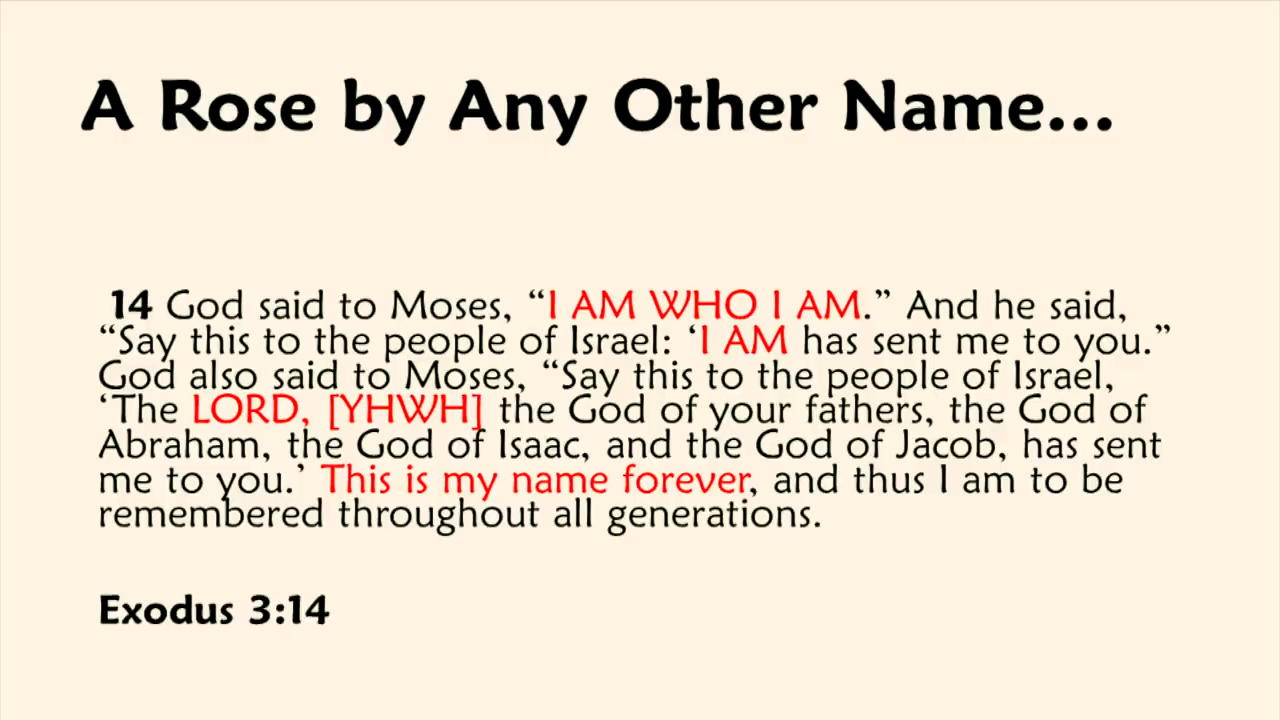 A Rose by Any Other Name...
14 God said to Moses, “I AM WHO I AM.” And he said,
“Say this to the people of Israel: ‘I AM has sent me to you.”
God also said to Moses, “Say this to the people of Israel,
‘The LORD, [YHWH] the God of your fathers, the God of
Abraham, the God of Isaac, and the God of Jacob, has sent
me to you.’ This is my name forever, and thus I am to be
remembered throughout all generations.
Exodus 3:14